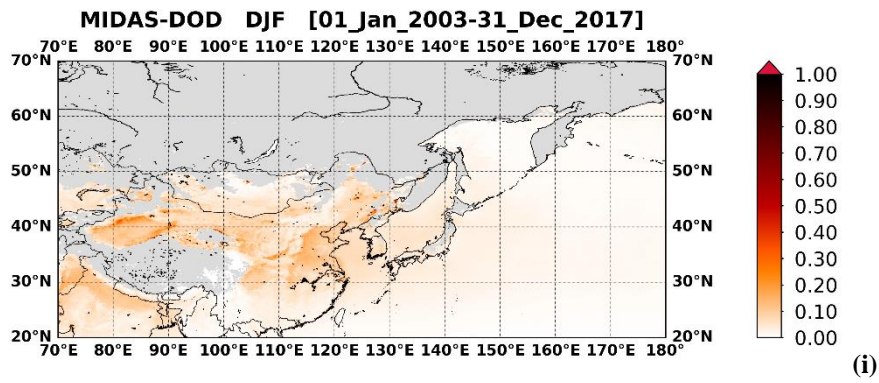 MIDAS-DOD DJF [01_Jan_2003-31_Dec_2017]
70°E 80°E 90°E 100°E 110°E 120°E 130°E 140°E 150°E 160°E 170°E 180°
70°N 70°N
60°N 60°N
50°N 50°N
40°N 40°N
30°N 30°N
20°N 20°N
70°E 80°E 90°E 100°E 110°E 120°E 130°E 140°E 150°E 160°E 170°E 180°
1.00
0.90
0.80
0.70
0.60
0.50
0.40
0.30
0.20
0.10
0.00
(i)